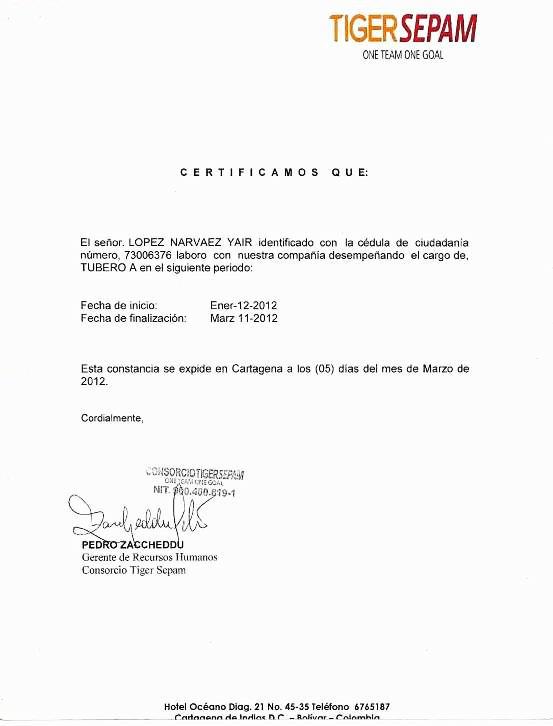 TIGERSEPAM
ONE TEAM ONE GOAL
CERTIFICAMOS QUE:
El señor. LOPEZ NARVAEZ YAIR identificado con la cédula de ciudadanía
número, 73006376 laboro con nuestra compañía desempeñando el cargo de,
TUBERO A en el siguiente periodo:
Fecha de inicio: Ener-12-2012
Fecha de finalización: Marz 11-2012
Esta constancia se expide en Cartagena a los (05) días del mes de Marzo de
2012.
Cordialmente,
CONSORCIO TIGERSEPAM
ONE TEAM ONE GOAL
NIT. 900.400.819-1
PEDRO ZACCHEDDU
Gerente de Recursos Humanos
Consorcio Tiger Sepam
Hotel Océano Diag. 21 No. 45-35 Teléfono 6765187
Cartagena de Indias D.C. – Bolívar – Colombia